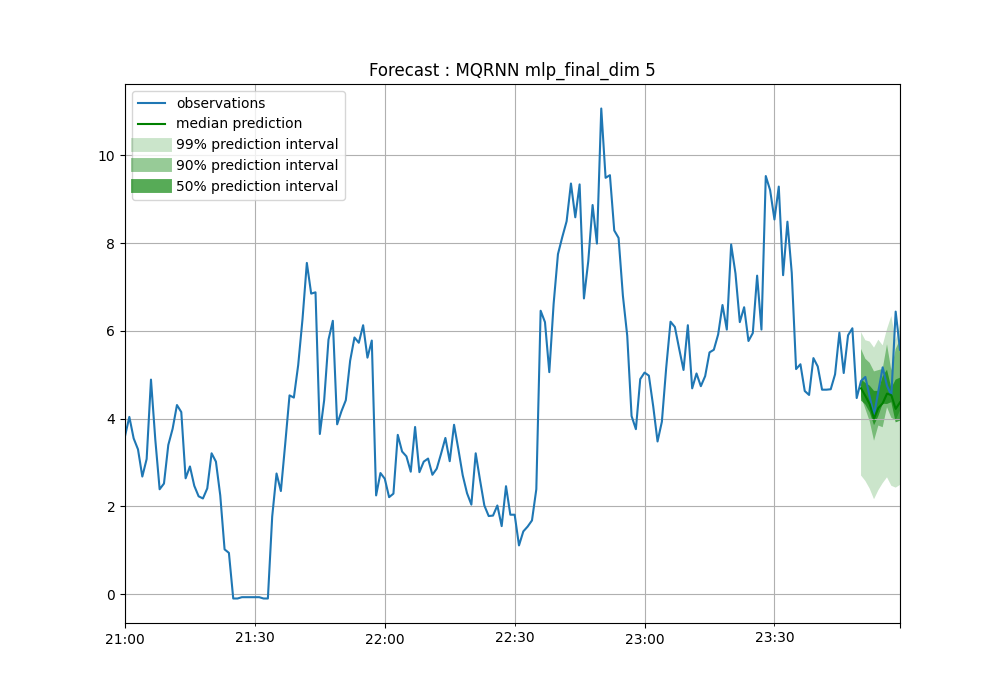 Forecast : MQRNN mlp_final_dim 5
observations
median prediction
99% prediction interval
90% prediction interval
50% prediction interval
10
8
6
4
2
0
21:00 21:30 22:00 22:30 23:00 23:30